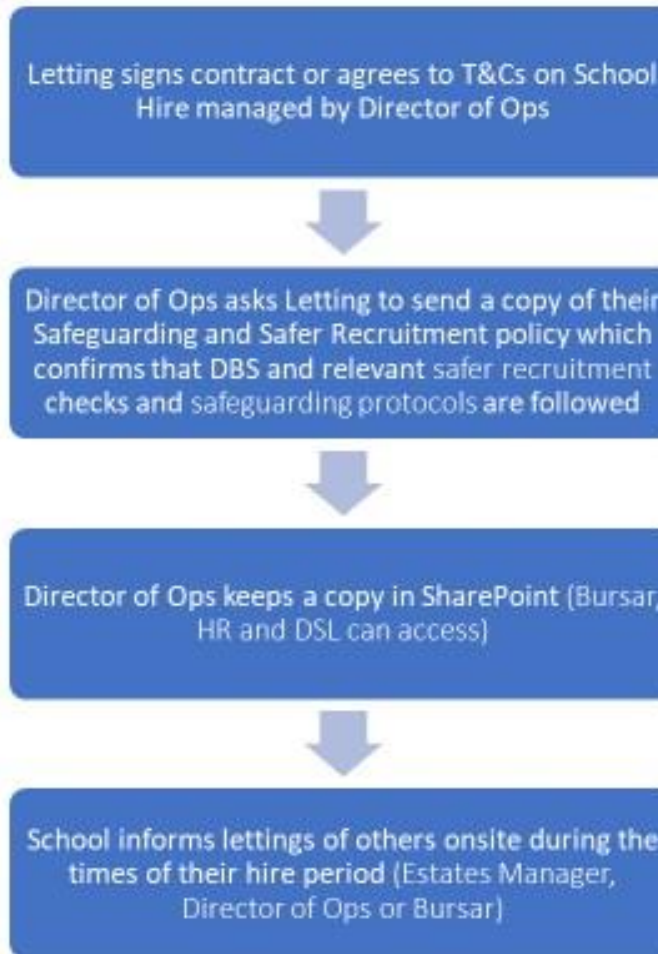 Letting signs contract or agrees to T&Cs on School
Hire managed by Director of Ops
Director of Ops asks Letting to send a copy of their
Safeguarding and Safer Recruitment policy which
confirms that DBS and relevant safer recruitment
checks and safeguarding protocols are followed
Director of Ops keeps a copy in SharePoint (Bursar,
HR and DSL can access)
School informs lettings of others onsite during the
times of their hire period (Estates Manager,
Director of Ops or Bursar)